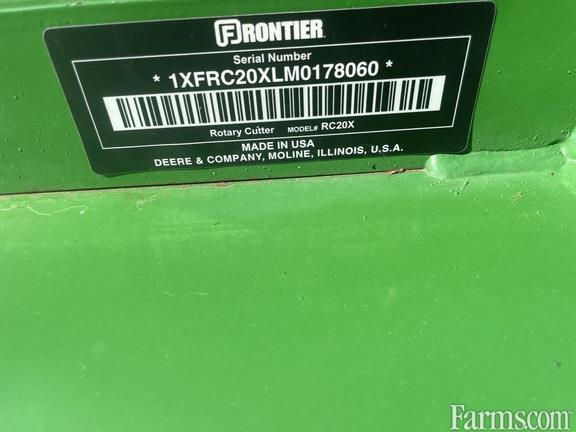 FRONTIER
Serial Number
* 1XFRC20XLM0178060 *
Rotary Cutter MODEL# RC20X
MADE IN USA
DEERE & COMPANY, MOLINE, ILLINOIS, U.S.A.
Farms.com